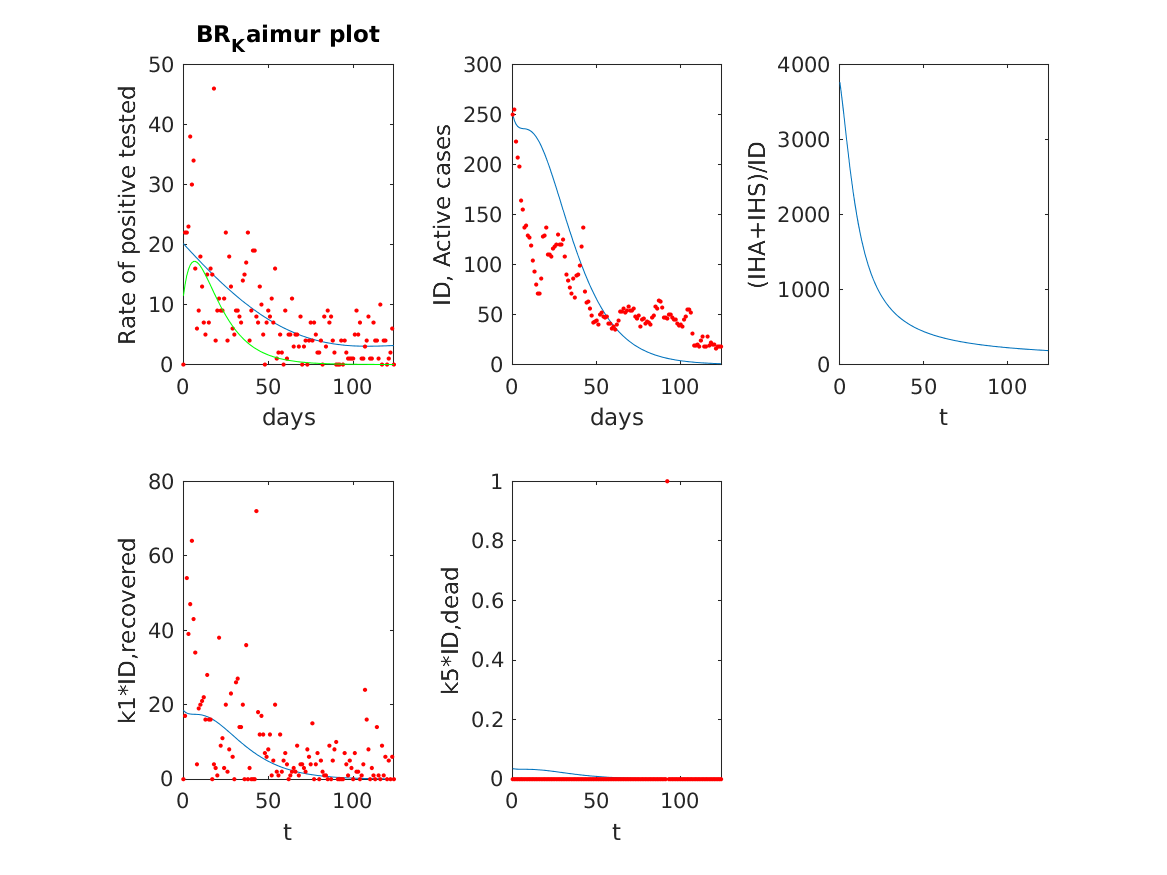 BR_Kaimur plot
50
40
30
20
10
0
0 50 100
days
Rate of positive tested
300
250
200
150
100
50
0
0 50 100
days
ID, Active cases
4000
3000
2000
1000
0
0 50 100
t
(IHA+IHS)/ID
80
60
40
20
0
0 50 100
t
k1*ID,recovered
1
0.8
0.6
0.4
0.2
0
0 50 100
t
k5*ID,dead